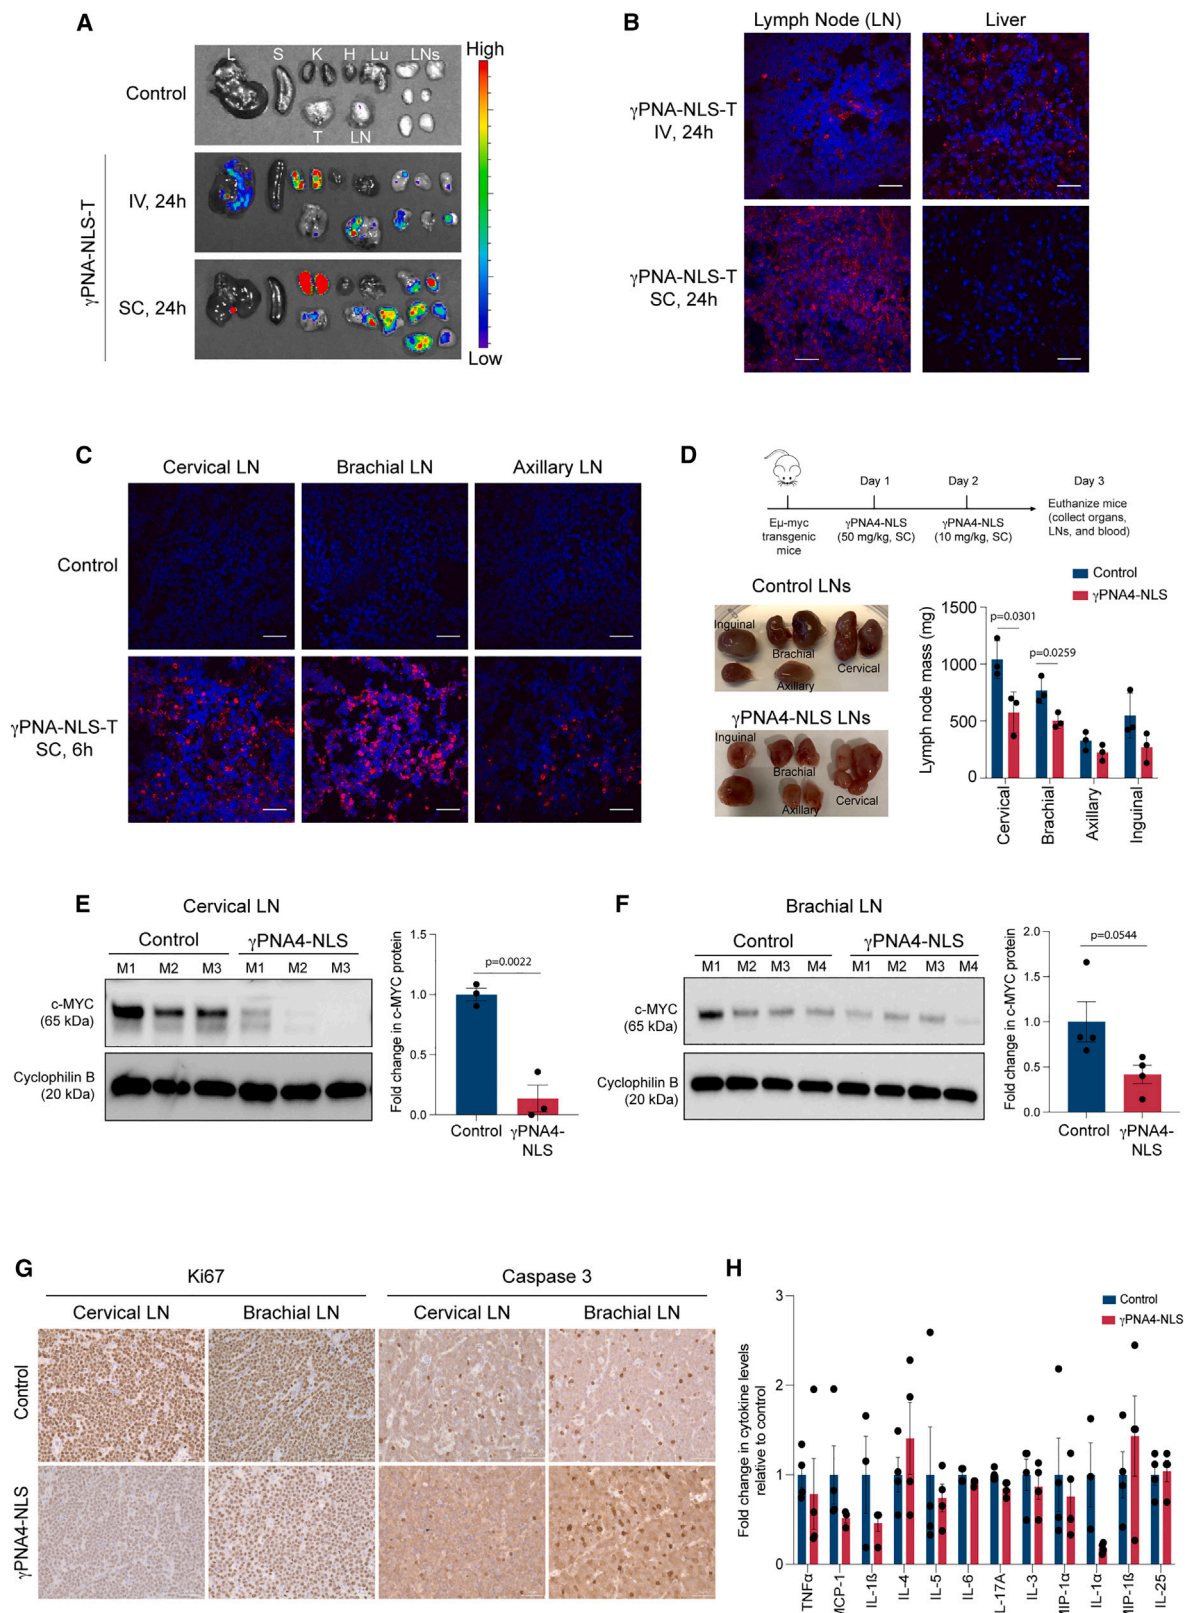 A
L S K H Lu LNs
High
Control
T LN
γPNA-NLS-T
IV, 24h
SC, 24h
Low
B
Lymph Node (LN) Liver
γPNA-NLS-T
IV, 24h
γPNA-NLS-T
SC, 24h
C
Cervical LN Brachial LN Axillary LN
Control
γPNA-NLS-T
SC, 6h
D
Day 1 Day 2 Day 3
Eμ-myc
transgenic
mice
γPNA4-NLS
(50 mg/kg, SC)
γPNA4-NLS
(10 mg/kg, SC)
Euthanize mice
(collect organs,
LNs, and blood)
Control LNs
Inguinal
Brachial
Cervical
Axillary
γPNA4-NLS LNs
Inguinal
Brachial
Cervical
Axillary
Control
γPNA4-NLS
Lymph node mass (mg)
1500
1000
500
0
p=0.0301
p=0.0259
Cervical
Brachial
Axillary
Inguinal
E
Cervical LN
Control γPNA4-NLS
M1 M2 M3 M1 M2 M3
c-MYC
(65 kDa)
Cyclophilin B
(20 kDa)
Fold change in c-MYC protein
1.5
1.0
0.5
0.0
p=0.0022
Control γPNA4-
NLS
F
Brachial LN
Control γPNA4-NLS
M1 M2 M3 M4 M1 M2 M3 M4
c-MYC
(65 kDa)
Cyclophilin B
(20 kDa)
Fold change in c-MYC protein
2.0
1.5
1.0
0.5
0.0
p=0.0544
Control γPNA4-
NLS
G
Ki67 Caspase 3
Cervical LN Brachial LN Cervical LN Brachial LN
Control
γPNA4-NLS
H
Control
γPNA4-NLS
Fold change in cytokine levels
relative to control
3
2
1
0
TNFα
MCP-1
IL-1ß
IL-4
IL-5
IL-6
IL-17A
IL-3
MIP-1α
IL-1α
MIP-1ß
IL-25